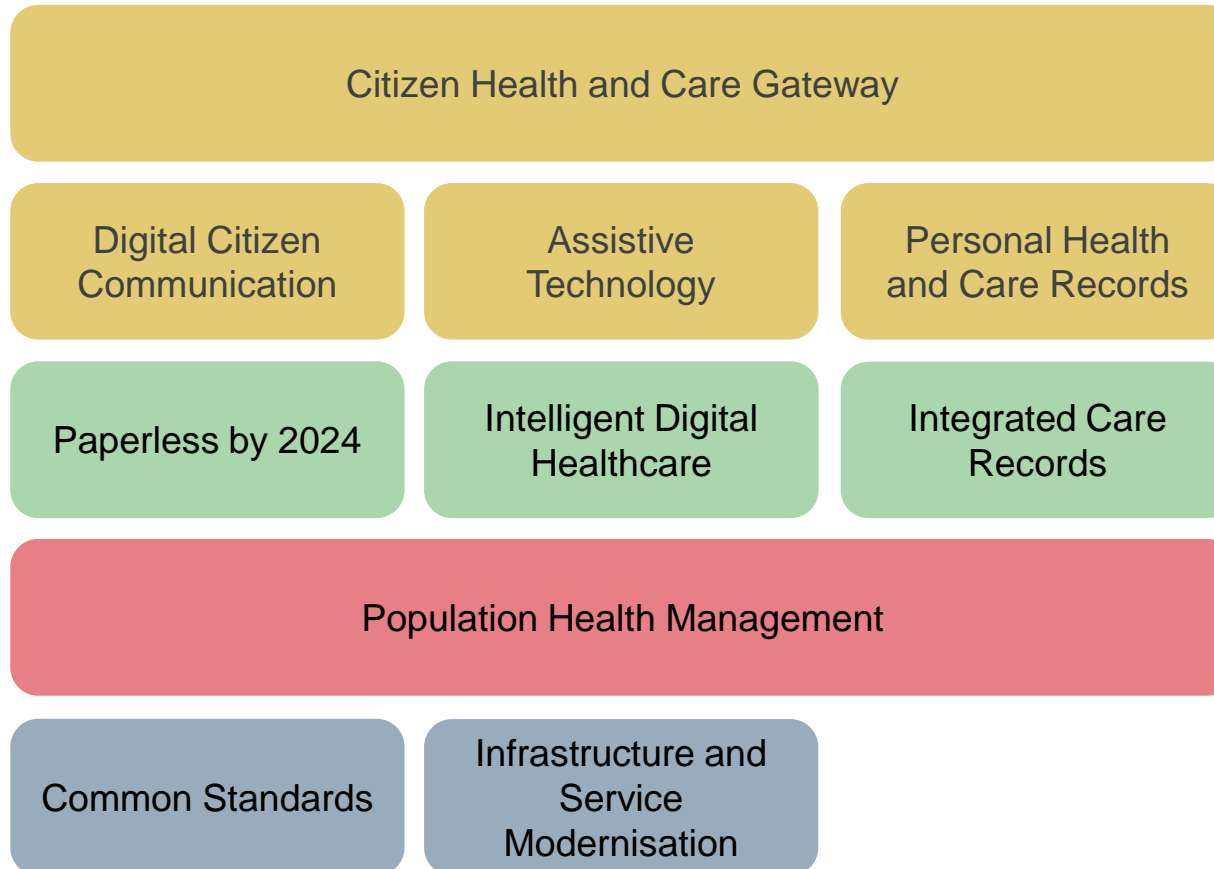 Citizen Health and Care Gateway
Digital Citizen
Communication
Assistive
Technology
Personal Health
and Care Records
Paperless by 2024
Intelligent Digital
Healthcare
Integrated Care
Records
Population Health Management
Common Standards
Infrastructure and
Service
Modernisation